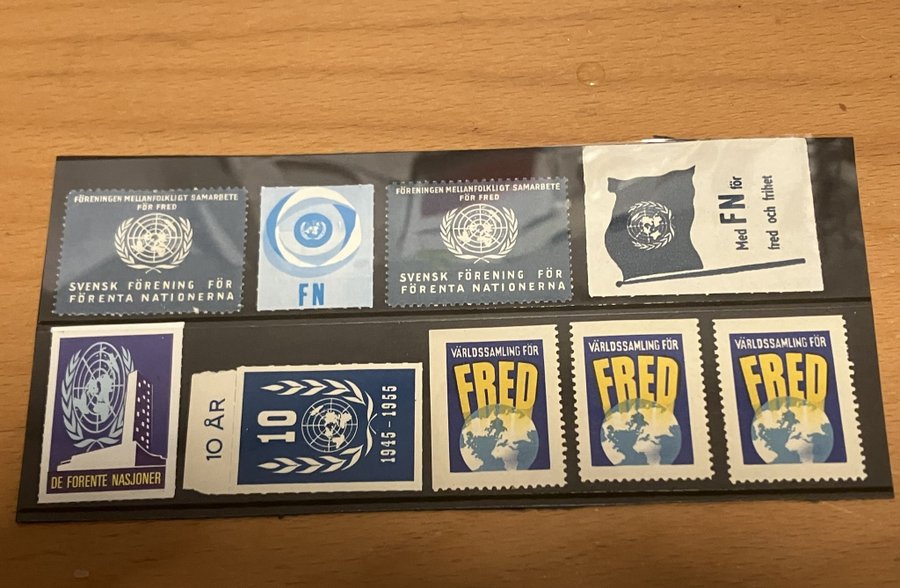 FÖRENINGEN MELLANFOLKLIGT SAMARBETE
FÖR FRED
SVENSK FÖRENING FÖR
FÖRENTA NATIONERNA
FN
FÖRENINGEN MELLANFOLKLIGT SAMARBETE
FÖR FRED
SVENSK FÖRENING FÖR
FÖRENTA NATIONERNA
Med FN för
fred och frihet
DE FORENTE NASJONER
10 ÅR
10
1945-1955
VÄRLDSSAMLING FÖR
FRED
VÄRLDSSAMLING FÖR
FRED
VÄRLDSSAMLING FÖR
FRED